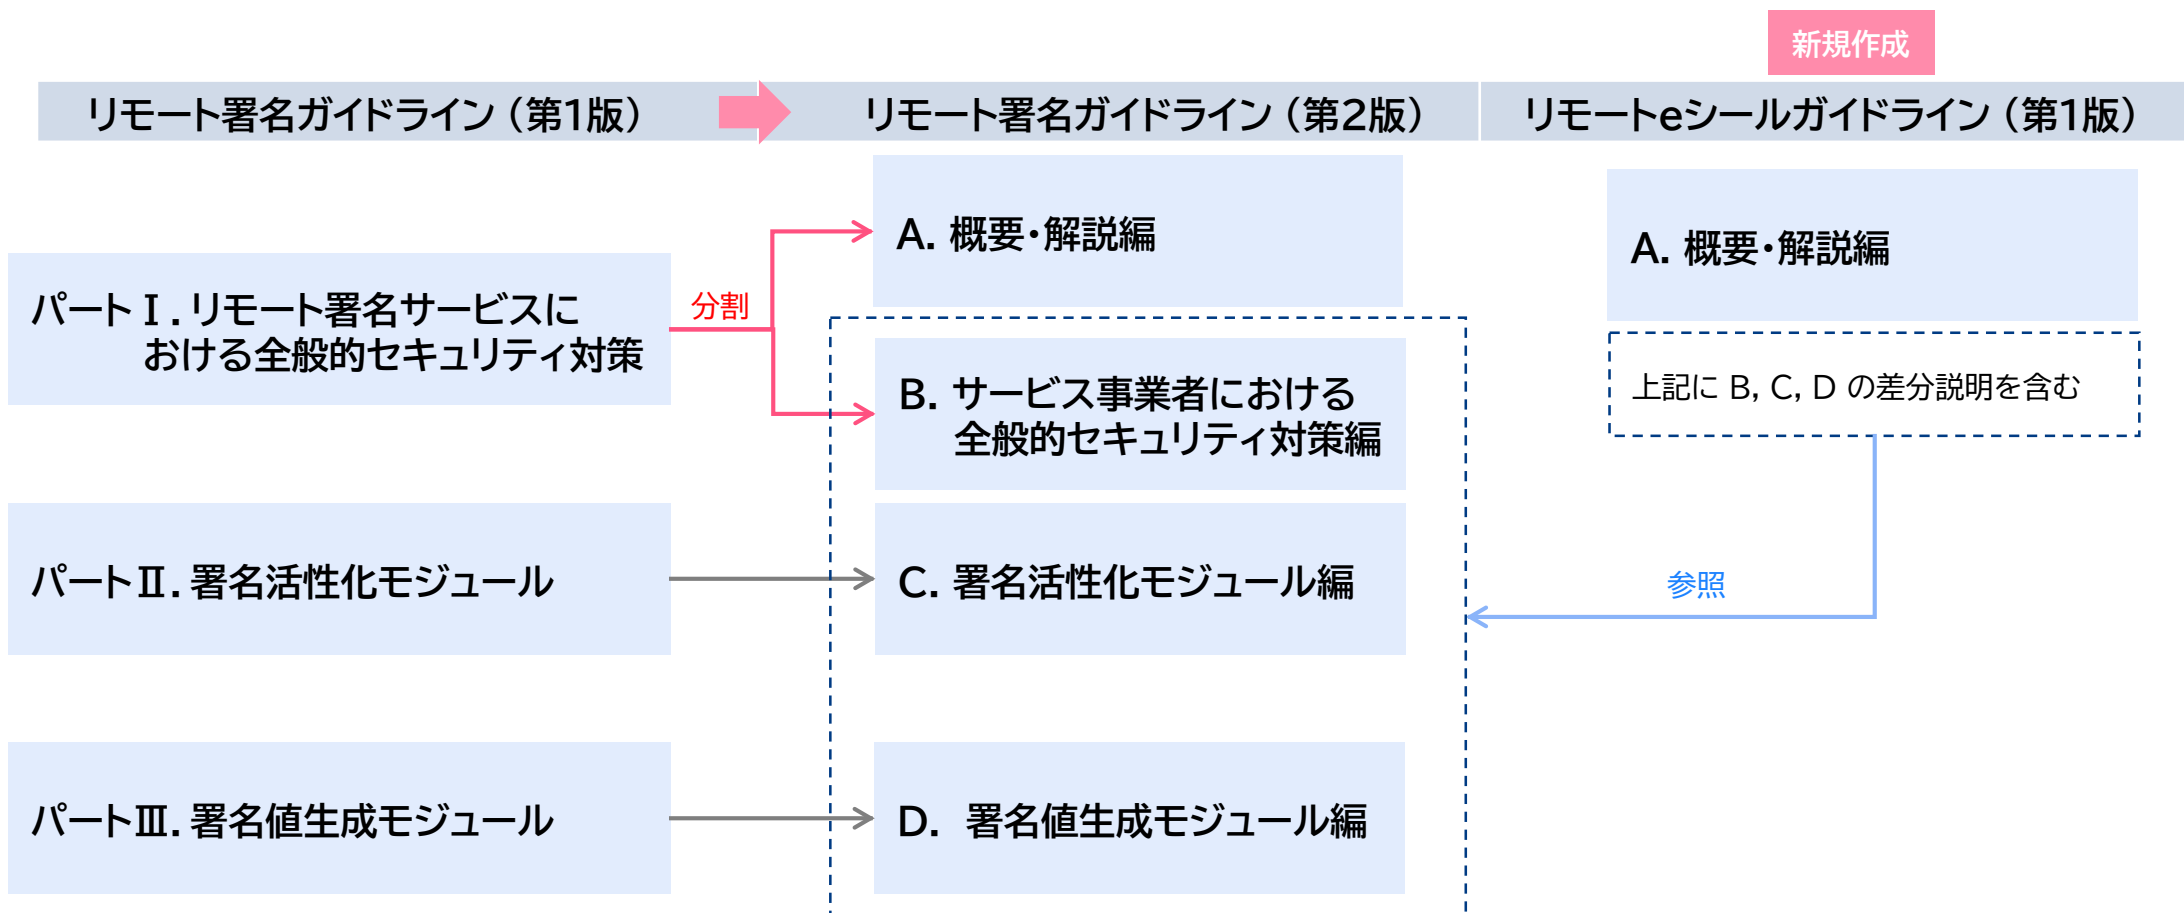 新規作成
リモート署名ガイドライン（第1版）
リモート署名ガイドライン（第2版）
リモートeシールガイドライン（第1版）
パートⅠ. リモート署名サービスに
おける全般的セキュリティ対策
分割
A. 概要・解説編
B. サービス事業者における
全般的セキュリティ対策編
A. 概要・解説編
上記に B, C, D の差分説明を含む
パートⅡ. 署名活性化モジュール
C. 署名活性化モジュール編
参照
パートⅢ. 署名値生成モジュール
D. 署名値生成モジュール編